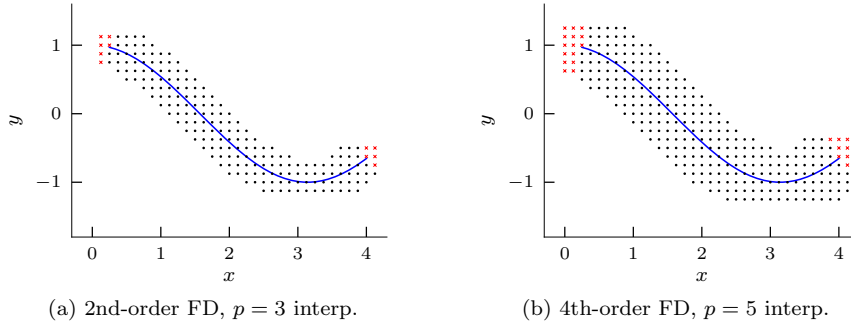 1
0
−1
y
0
1
2
3
4
x
(a) 2nd-order FD, p = 3 interp.
1
0
−1
y
0
1
2
3
4
x
(b) 4th-order FD, p = 5 interp.